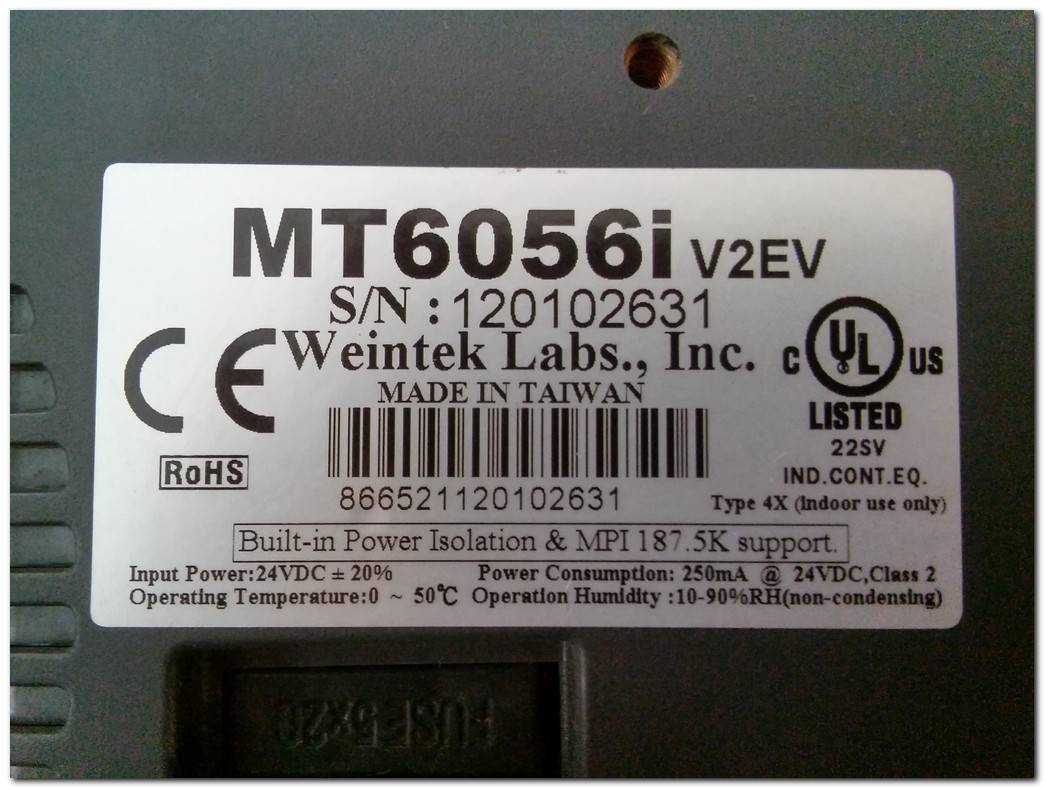 MT6056i V2EV
S/N : 120102631
CE
Weintek Labs., Inc.
MADE IN TAIWAN
RoHS
866521120102631
C UL US
LISTED
22SV
IND.CONT.EQ.
Type 4X (indoor use only)
Built-in Power Isolation & MPI 187.5K support.
Input Power:24VDC ± 20% Power Consumption: 250mA @ 24VDC,Class 2
Operating Temperature:0 ~ 50℃ Operation Humidity :10-90%RH(non-condensing)
FUSE 5x20